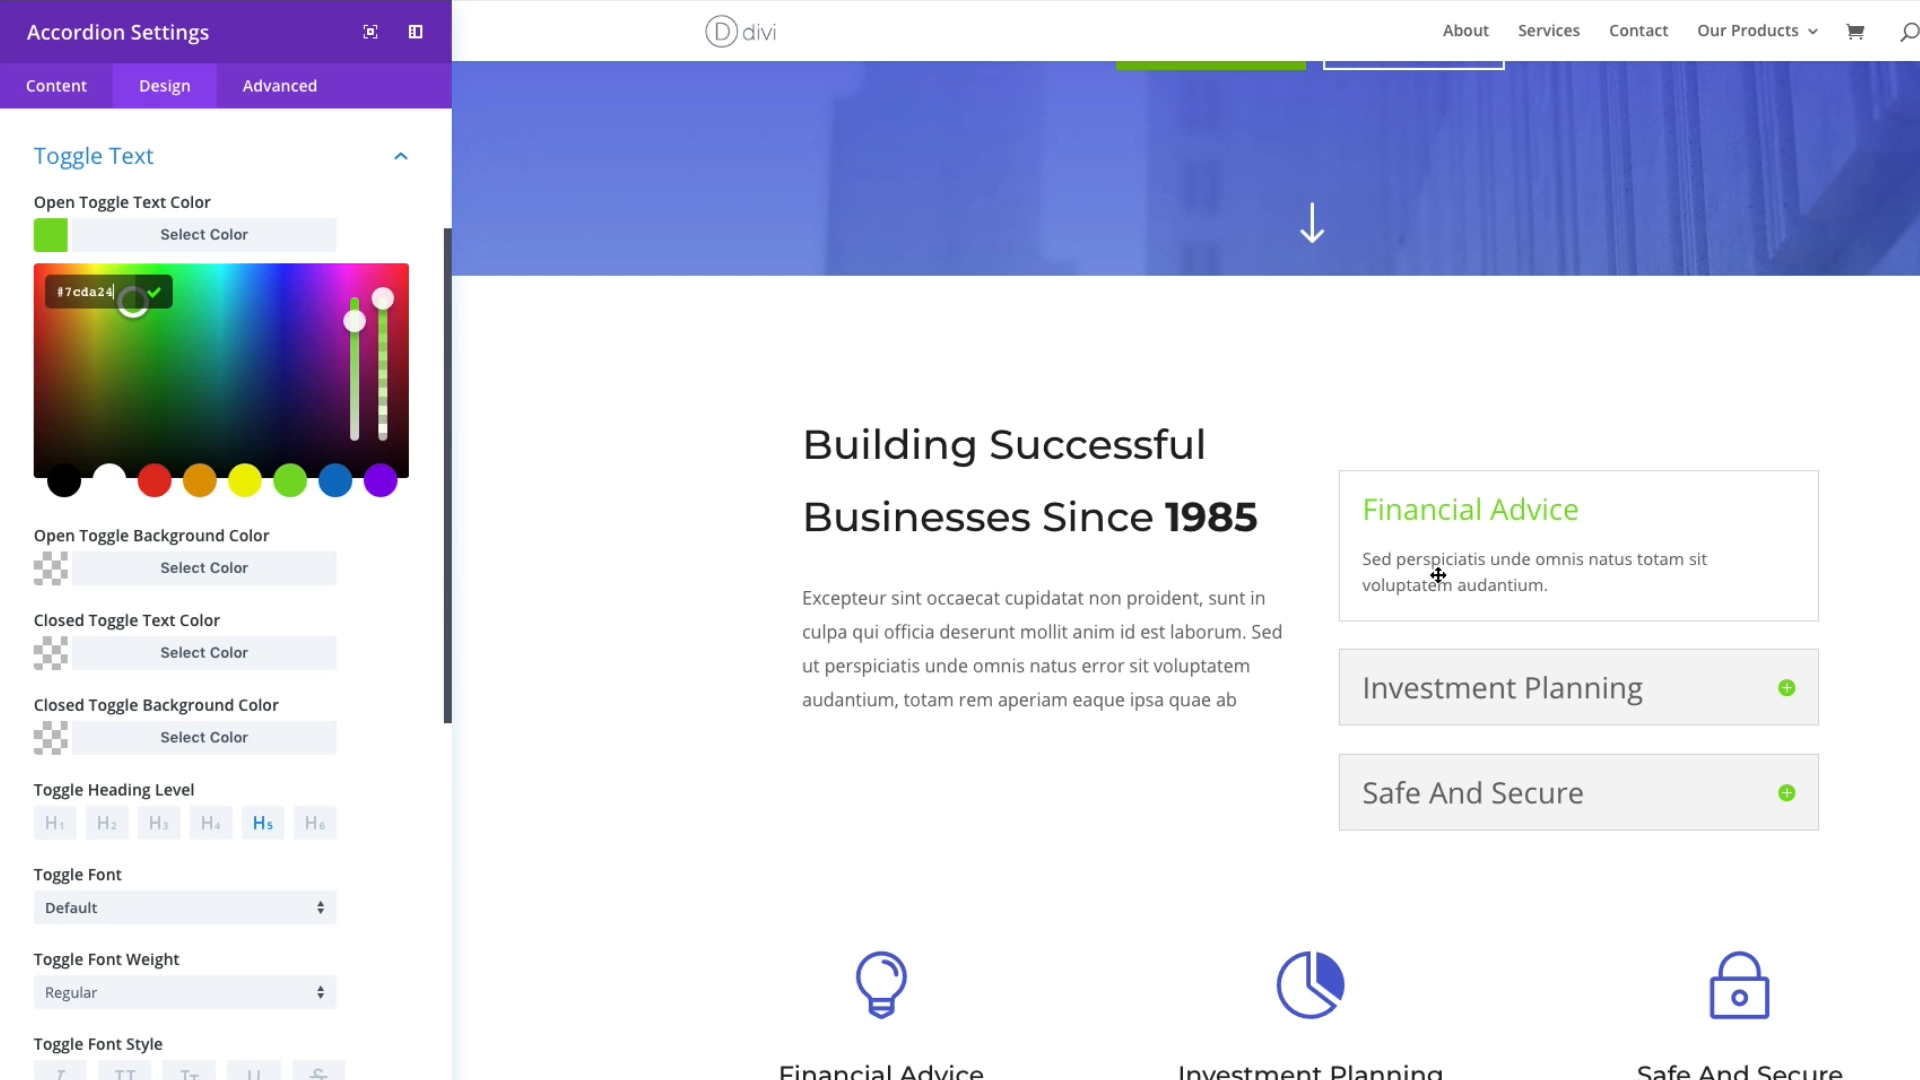 Accordion Settings
Content
Design
Advanced
Toggle Text
Open Toggle Text Color
Select Color
#7cda24
Open Toggle Background Color
Select Color
Closed Toggle Text Color
Select Color
Closed Toggle Background Color
Select Color
Toggle Heading Level
H1 H2 H3 H4 H5 H6
Toggle Font
Default
Toggle Font Weight
Regular
Toggle Font Style
I TT Tт U S
D divi
About Services Contact Our Products
Building Successful
Businesses Since 1985
Excepteur sint occaecat cupidatat non proident, sunt in
culpa qui officia deserunt mollit anim id est laborum. Sed
ut perspiciatis unde omnis natus error sit voluptatem
audantium, totam rem aperiam eaque ipsa quae ab
Financial Advice
Sed perspiciatis unde omnis natus totam sit
voluptatem audantium.
Investment Planning
Safe And Secure
Financial Advice
Investment Planning
Safe And Secure